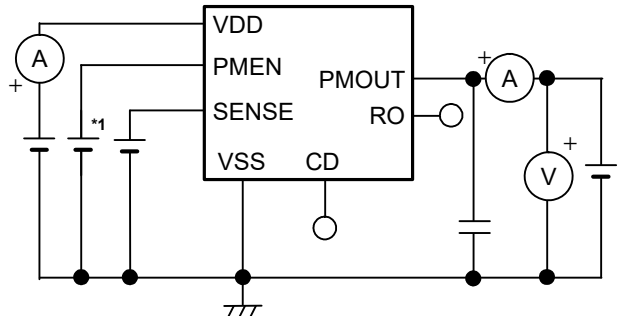 VDD
A
+
PMEN
*1
SENSE
VSS
CD
PMOUT
RO
+
A
+
V